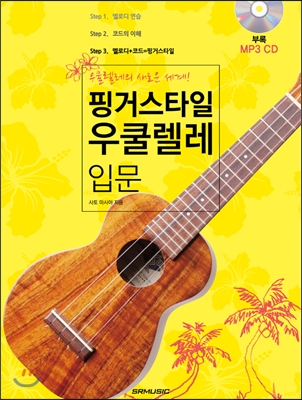 Step 1. 멜로디 연습
Step 2. 코드의 이해
Step 3. 멜로디+코드=핑거스타일
부록
MP3 CD
우쿨렐레의 새로운 세계!
핑거스타일
우쿨렐레
입문
사토 마사야 지음
SRMUSIC